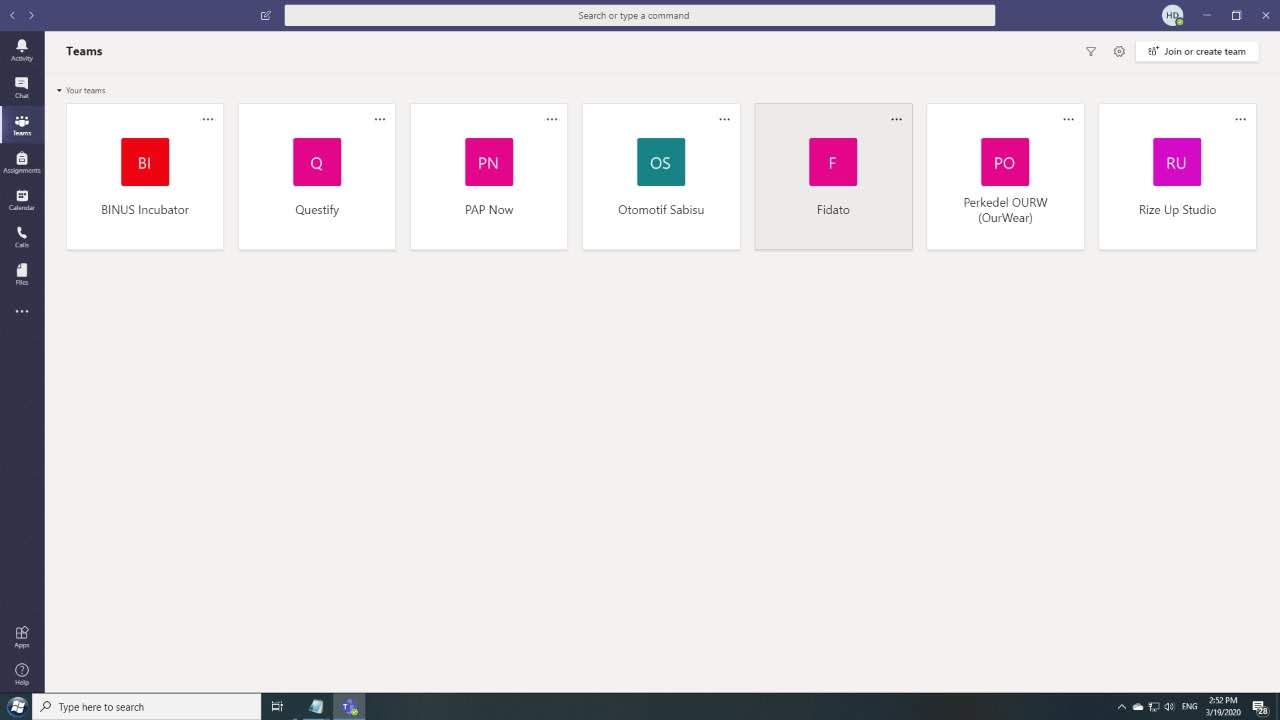 Search or type a command
HD
Activity
Chat
Teams
Assignments
Calendar
Calls
Files
Apps
Help
Teams
Join or create team
Your teams
BI
BINUS Incubator
Q
Questify
PN
PAP Now
OS
Otomotif Sabisu
F
Fidato
PO
Perkedel OURW
(OurWear)
RU
Rize Up Studio
Type here to search
ENG
2:52 PM
3/19/2020
28